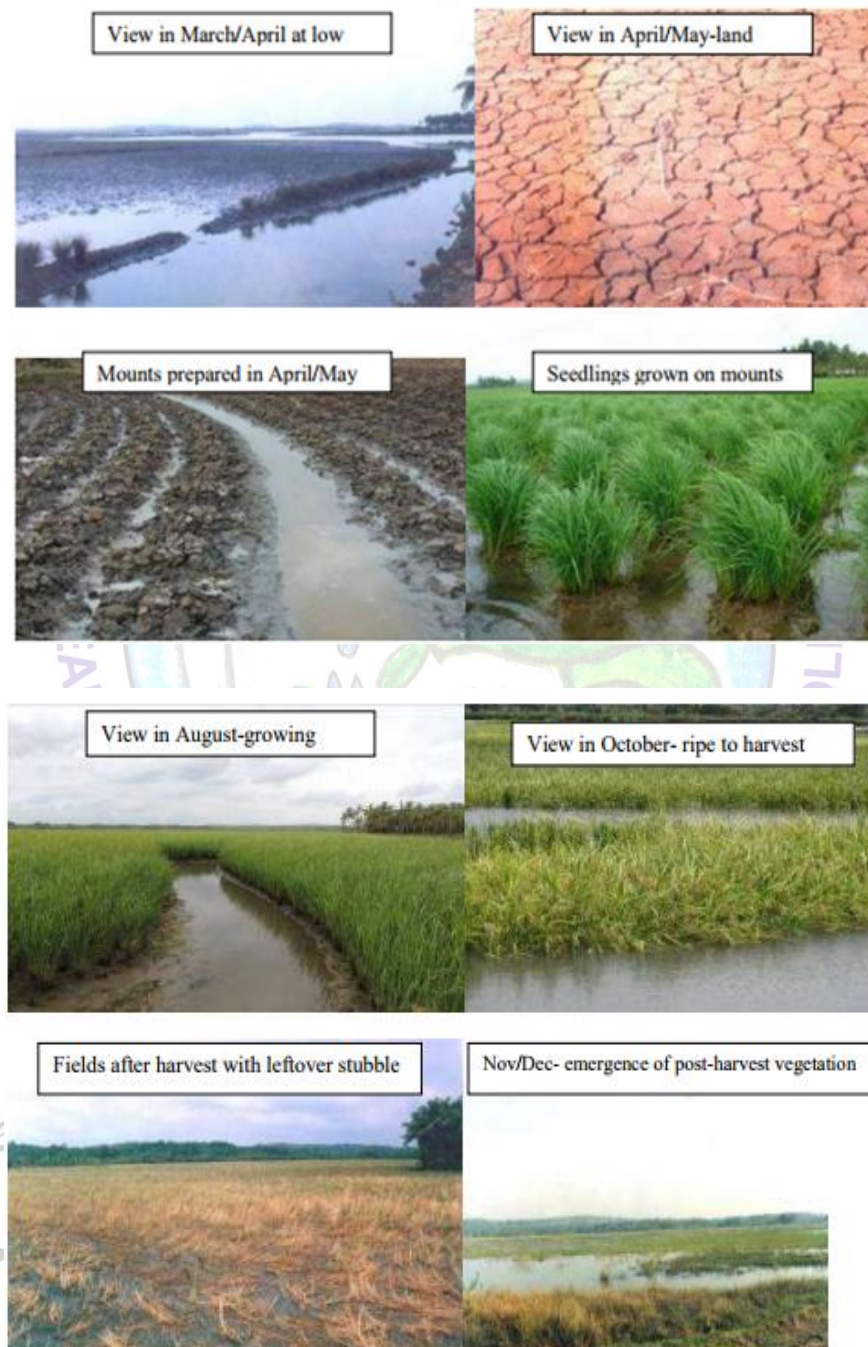 View in March/April at low
View in April/May-land
Mounts prepared in April/May
Seedlings grown on mounts
View in August-growing
View in October- ripe to harvest
Fields after harvest with leftover stubble
Nov/Dec- emergence of post-harvest vegetation